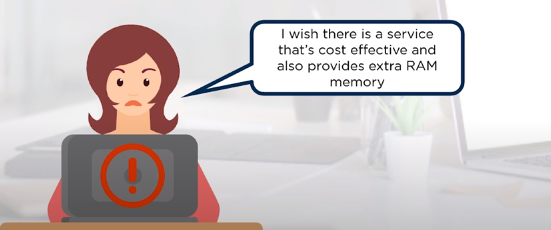 I wish there is a service
that's cost effective and
also provides extra RAM
memory